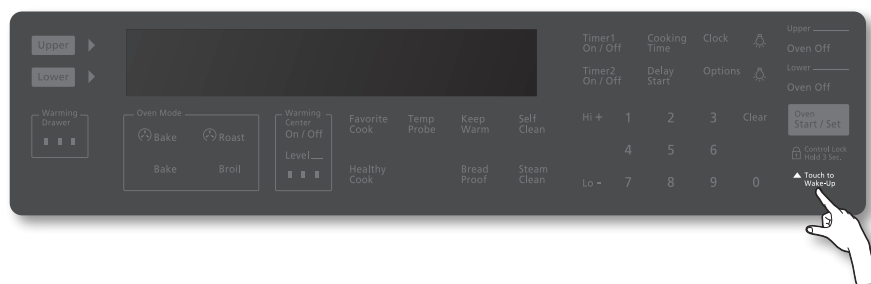 Upper
Lower
Timer1
On / Off
Cooking
Time
Clock
Upper
Oven Off
Timer2
On / Off
Delay
Start
Options
Lower
Oven Off
Warming
Drawer
Oven Mode
Bake
Roast
Bake
Broil
Warming
Center
On / Off
Level
Favorite
Cook
Temp
Probe
Keep
Warm
Self
Clean
Healthy
Cook
Bread
Proof
Steam
Clean
Hi +
1
2
3
Clear
4
5
6
Lo -
7
8
9
0
Oven
Start / Set
Control Lock
Hold 3 Sec.
Touch to
Wake-Up